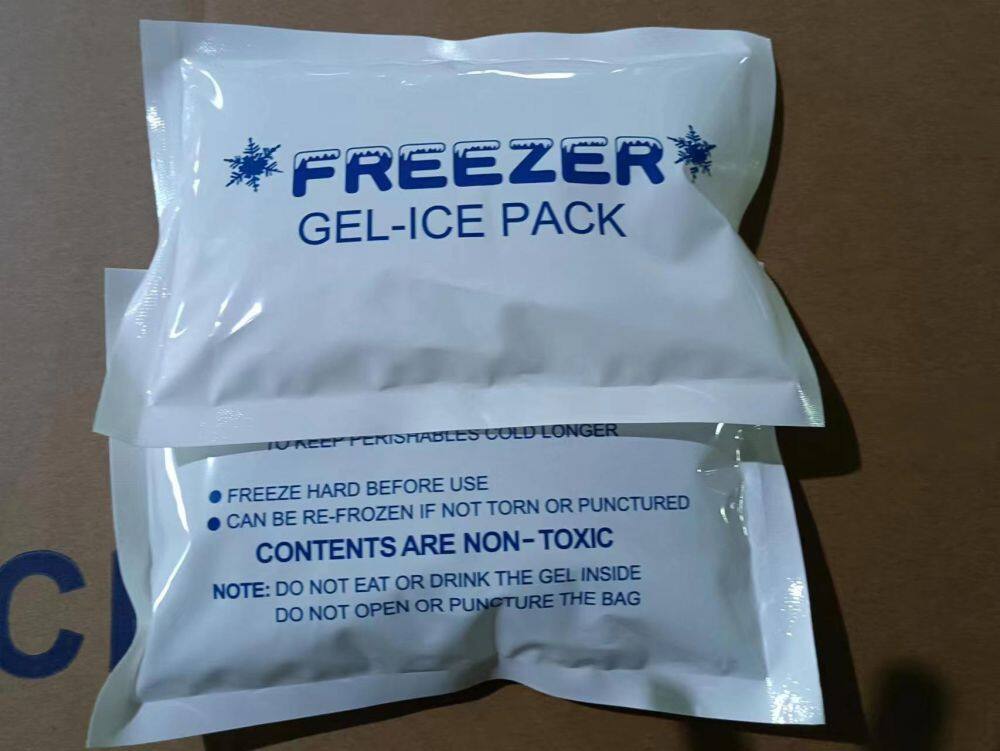 FREEZER
GEL-ICE PACK
TO KEEP PERISHABLES COLD LONGER
● FREEZE HARD BEFORE USE
● CAN BE RE-FROZEN IF NOT TORN OR PUNCTURED
CONTENTS ARE NON-TOXIC
NOTE: DO NOT EAT OR DRINK THE GEL INSIDE
DO NOT OPEN OR PUNCTURE THE BAG
C